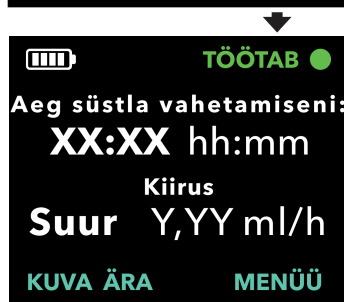 TÖÖTAB
Aeg süstla vahetamiseni:
XX:XX hh:mm
Kiirus
Suur Y,YY ml/h
KUVA ÄRA MENÜÜ